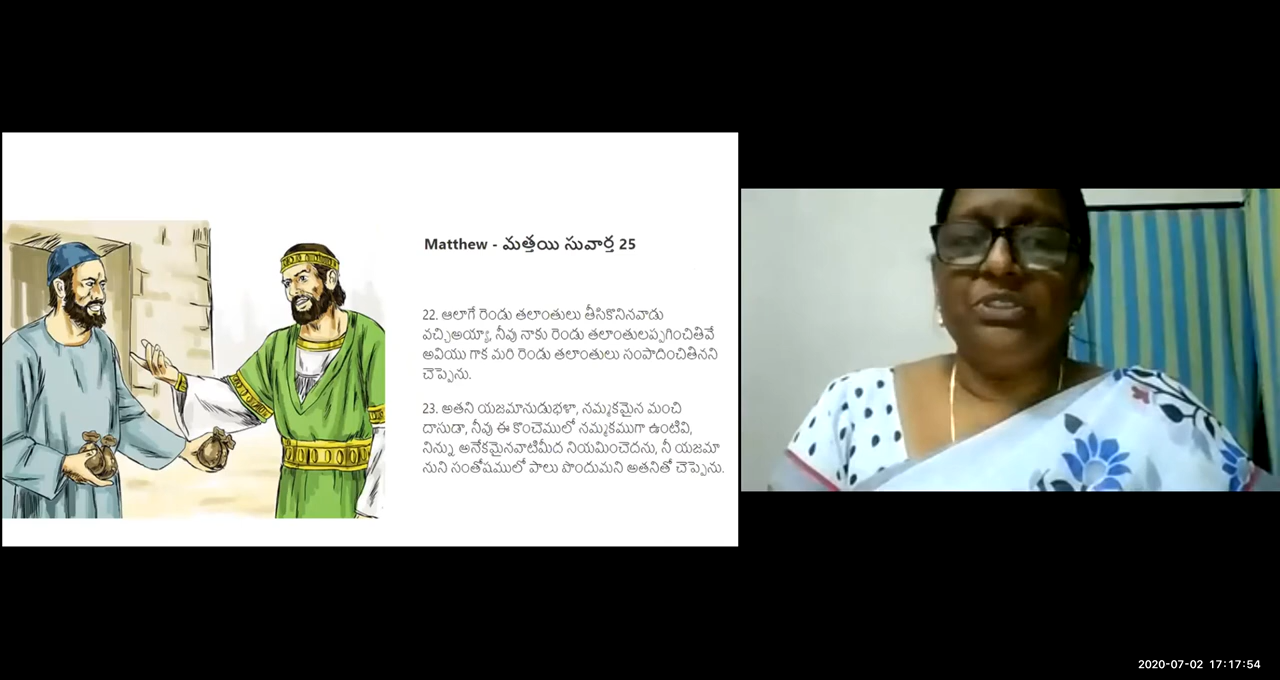 Matthew - మత్తయి సువార్త 25
22. ఆలాగే రెండు తలాంతులు తీసికొనినవాడు
వచ్చిఅయ్యా, నీవు నాకు రెండు తలాంతులప్పగించితివే
అవియు గాక మరి రెండు తలాంతులు సంపాదించితినని
చెప్పెను.
23. అతని యజమానుడుభళా, నమ్మకమైన మంచి
దాసుడా, నీవు ఈ కొంచెములో నమ్మకముగా ఉంటివి,
నిన్ను అనేకమైనవాటిమీద నియమించెదను, నీ యజమా
నుని సంతోషములో పాలు పొందుమని అతనితో చెప్పెను.
2020-07-02 17:17:54